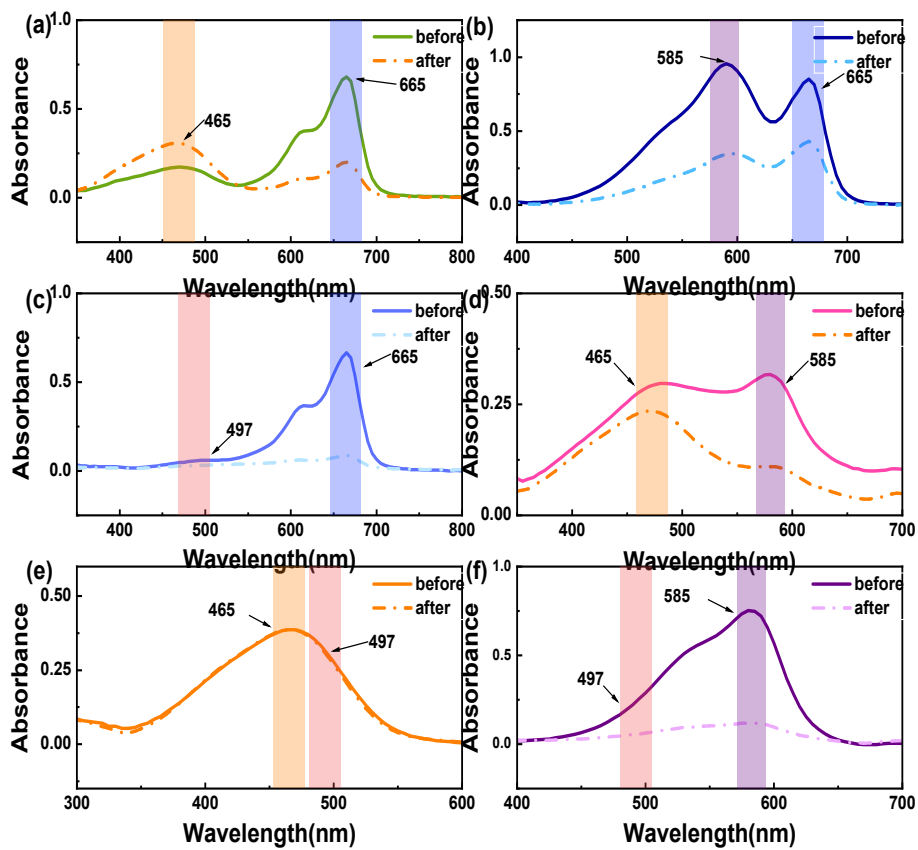 (a)
1.0
0.5
0.0
Absorbance
before
after
465
665
400 500 600 700 800
Wavelength(nm)
(b)
1.0
0.5
0.0
Absorbance
before
after
585
665
400 500 600 700
Wavelength(nm)
(c)
1.0
0.5
0.0
Absorbance
before
after
497
665
400 500 600 700 800
Wavelength(nm)
(d)
0.50
0.25
0.00
Absorbance
before
after
465
585
400 500 600 700
Wavelength(nm)
(e)
0.50
0.25
0.00
Absorbance
before
after
465
497
300 400 500 600
Wavelength(nm)
(f)
1.0
0.5
0.0
Absorbance
before
after
585
497
400 500 600 700
Wavelength(nm)